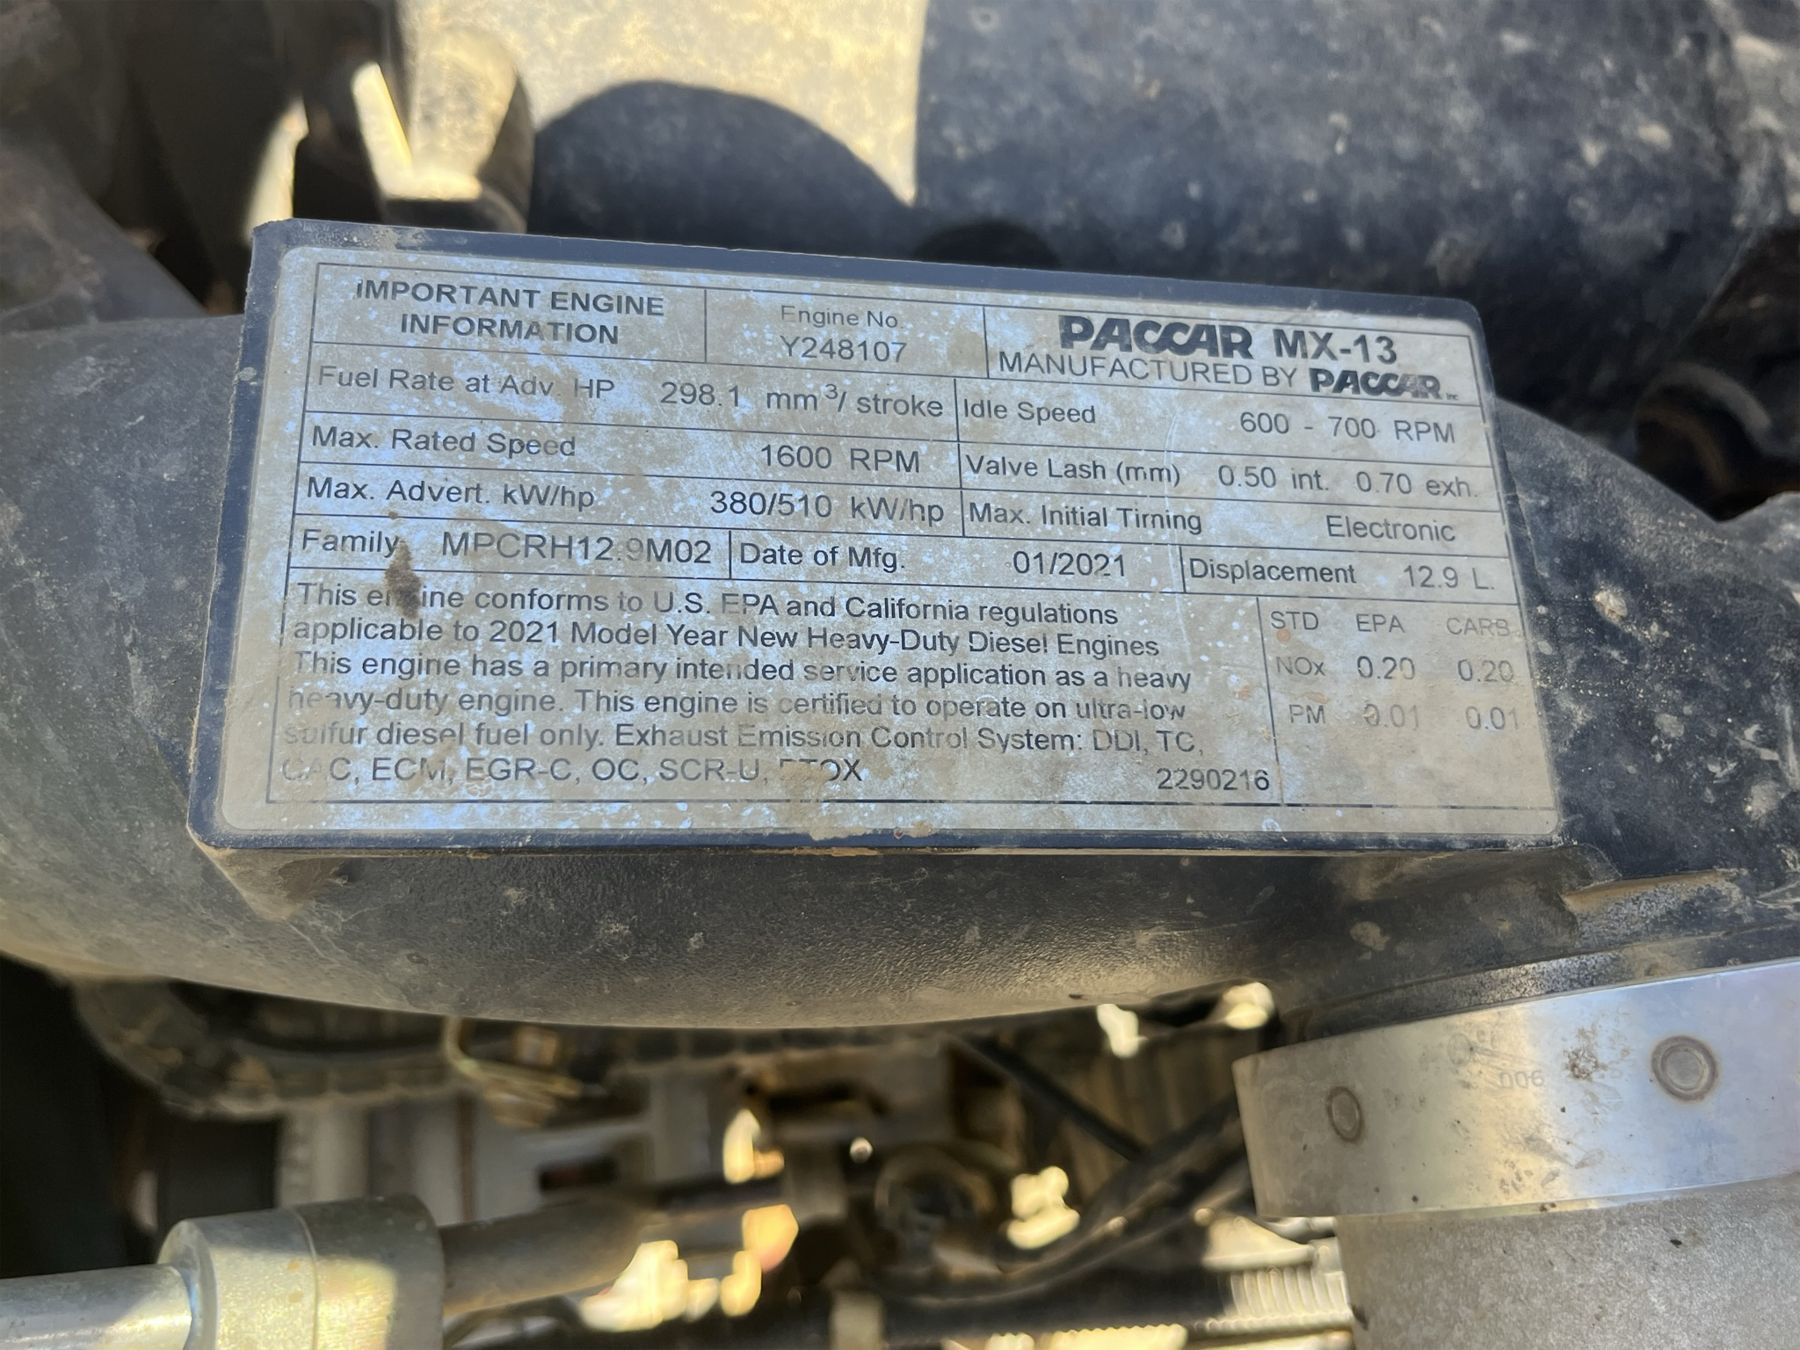 IMPORTANT ENGINE
INFORMATION
Engine No.
Y248107
PACCAR MX-13
MANUFACTURED BY PACCAR inc
Fuel Rate at Adv. HP 298.1 mm³/ stroke
Idle Speed 600 - 700 RPM
Max. Rated Speed 1600 RPM
Valve Lash (mm) 0.50 int. 0.70 exh.
Max. Advert. kW/hp 380/510 kW/hp
Max. Initial Timing Electronic
Family MPCRH12.9M02
Date of Mfg. 01/2021
Displacement 12.9 L.
This engine conforms to U.S. EPA and California regulations
applicable to 2021 Model Year New Heavy-Duty Diesel Engines
This engine has a primary intended service application as a heavy
heavy-duty engine. This engine is certified to operate on ultra-low
sulfur diesel fuel only. Exhaust Emission Control System: DDI, TC,
CAC, ECM, EGR-C, OC, SCR-U,
2290216
STD EPA CARB
NOx 0.20 0.20
PM 0.01 0.01
006